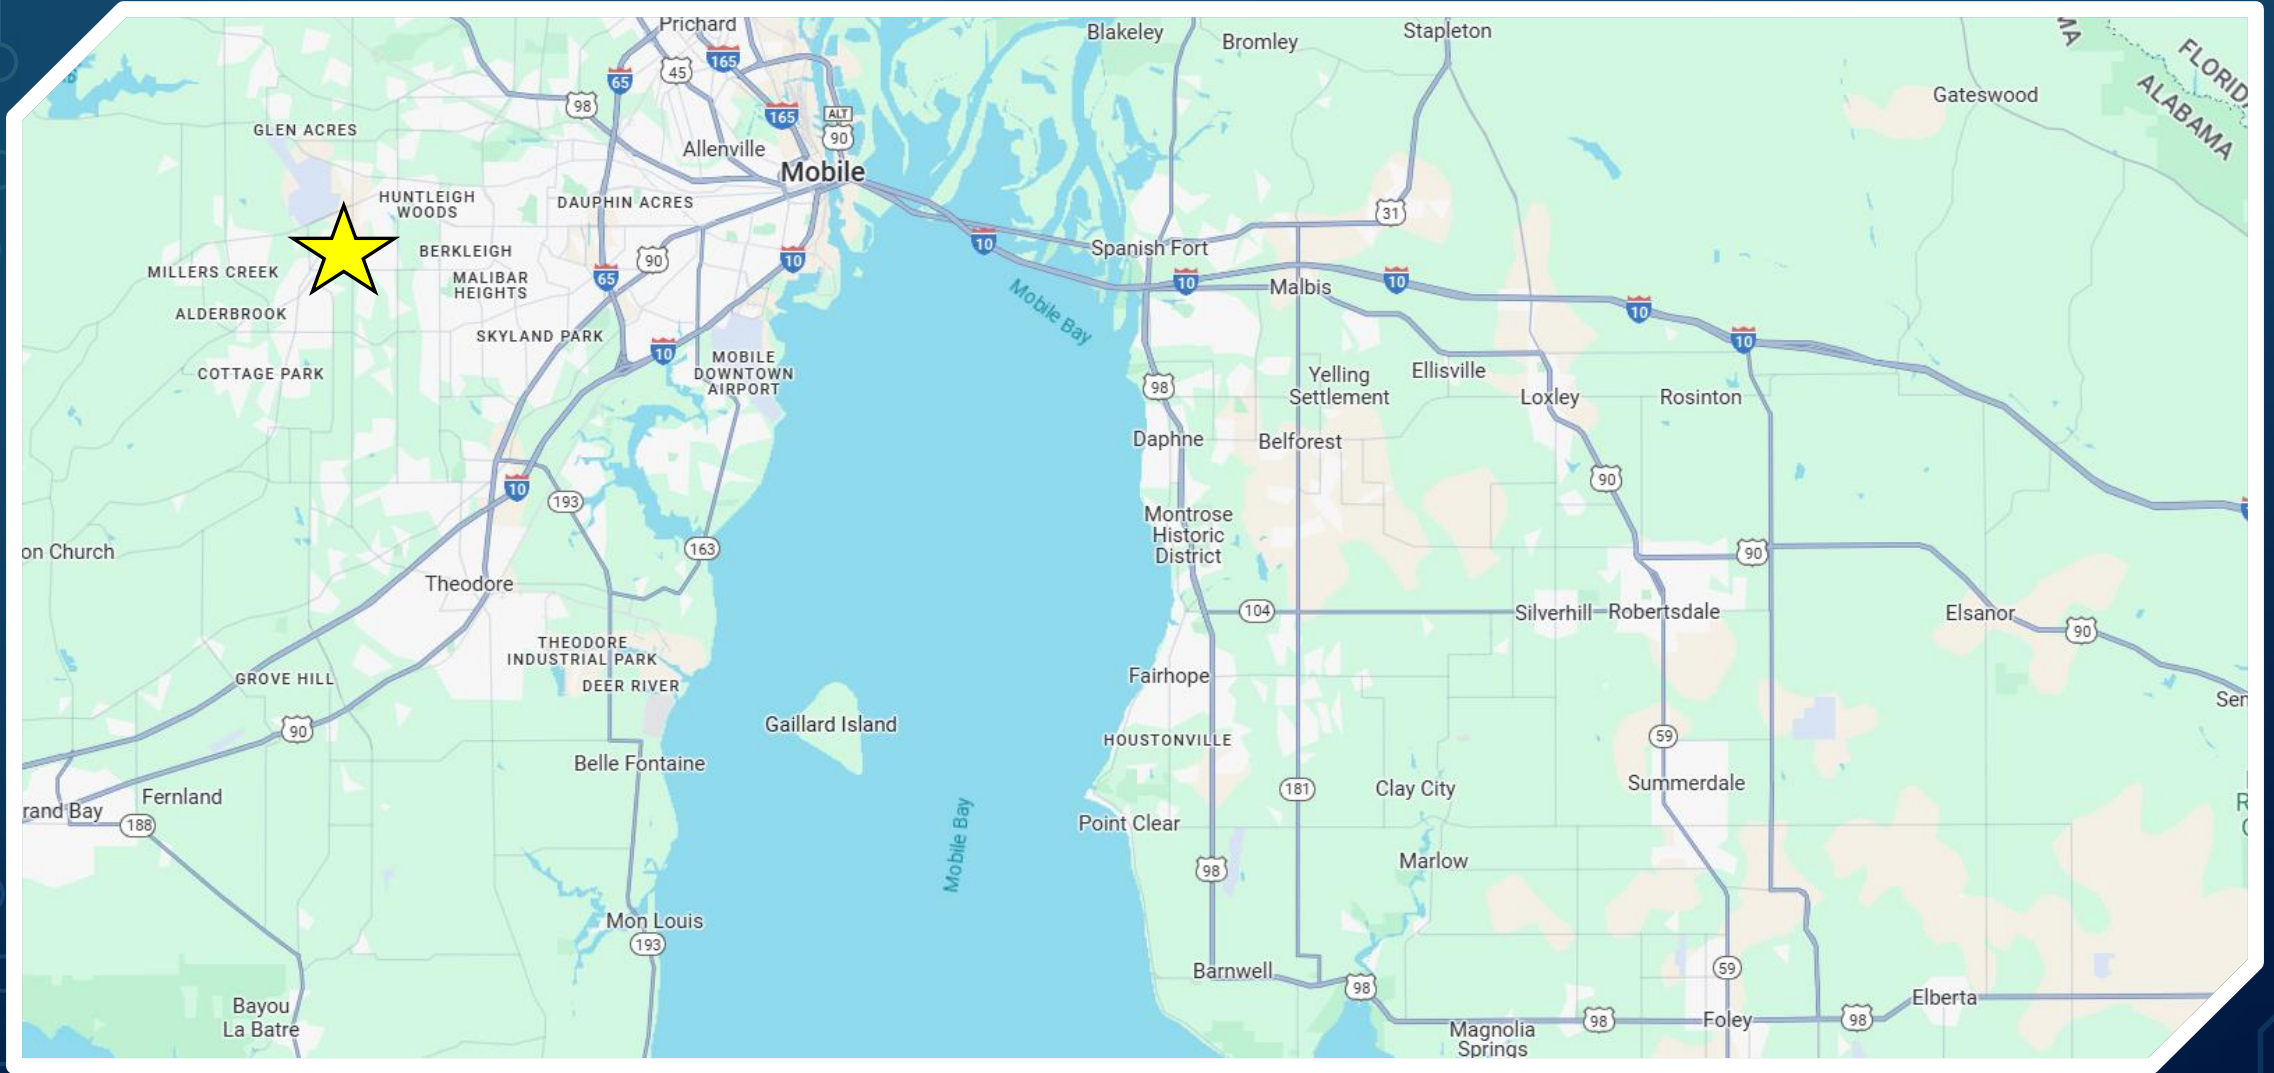 Prichard
Blakeley
Bromley
Stapleton
MA
FLORID
ALABAMA
Gateswood
165
45
65
98
165
ALT
90
GLEN ACRES
Allenville
Mobile
HUNTLEIGH
WOODS
DAUPHIN ACRES
31
BERKLEIGH
90
10
10
Spanish Fort
MILLERS CREEK
MALIBAR
HEIGHTS
65
10
Malbis
10
Mobile Bay
ALDERBROOK
10
SKYLAND PARK
10
10
MOBILE
DOWNTOWN
AIRPORT
COTTAGE PARK
98
Yelling
Settlement
Ellisville
Loxley
Rosinton
Daphne
Belforest
90
10
193
Montrose
Historic
District
163
on Church
90
Theodore
104
Silverhill
Robertsdale
Elsanor
90
THEODORE
INDUSTRIAL PARK
DEER RIVER
GROVE HILL
Fairhope
Sen
90
Gaillard Island
HOUSTONVILLE
59
Belle Fontaine
Summerdale
181
Clay City
Fernland
rand Bay
188
Point Clear
R
Mobile Bay
Marlow
98
Mon Louis
193
Barnwell
98
59
Bayou
La Batre
Elberta
Magnolia
Springs
98
Foley
98